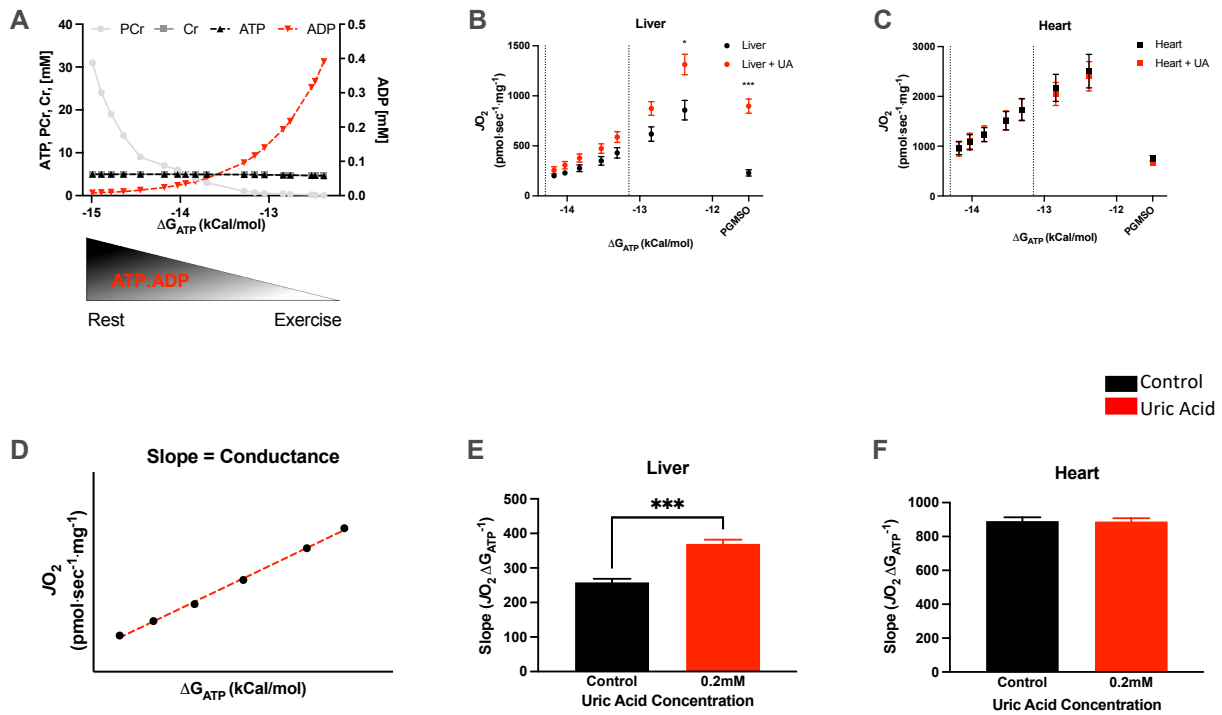 A
PCr Cr ATP ADP
ATP, PCr, Cr, [mM]
40
30
20
10
0
0.5
0.4
0.3
0.2
0.1
0.0
ADP [mM]
-15 -14 -13
ΔG_ATP (kCal/mol)
ATP:ADP
Rest Exercise
B
Liver
JO₂
(pmol·sec⁻¹·mg⁻¹)
1500
1000
500
0
Liver
Liver + UA
*
***
-14 -13 -12 PGMSO
ΔG_ATP (kCal/mol)
C
Heart
JO₂
(pmol·sec⁻¹·mg⁻¹)
3000
2000
1000
0
Heart
Heart + UA
-14 -13 -12 PGMSO
ΔG_ATP (kCal/mol)
Control
Uric Acid
D
Slope = Conductance
JO₂
(pmol·sec⁻¹·mg⁻¹)
ΔG_ATP (kCal/mol)
E
Liver
Slope (JO₂ ΔG_ATP⁻¹)
500
400
300
200
100
0
***
Control 0.2mM
Uric Acid Concentration
F
Heart
Slope (JO₂ ΔG_ATP⁻¹)
1000
800
600
400
200
0
Control 0.2mM
Uric Acid Concentration